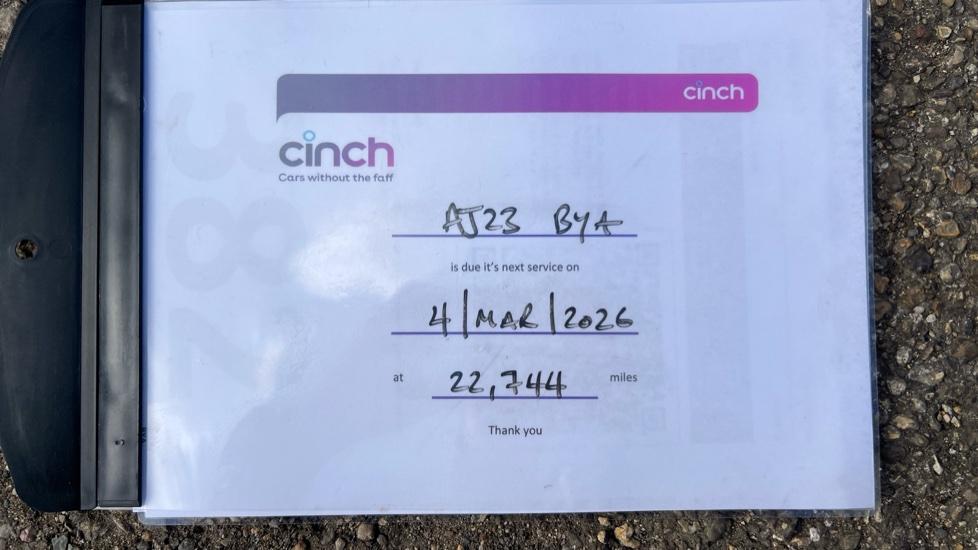 cinch
cinch
Cars without the faff
AJ23 BYA
is due it's next service on
4/MAR/2026
at 22,744 miles
Thank you